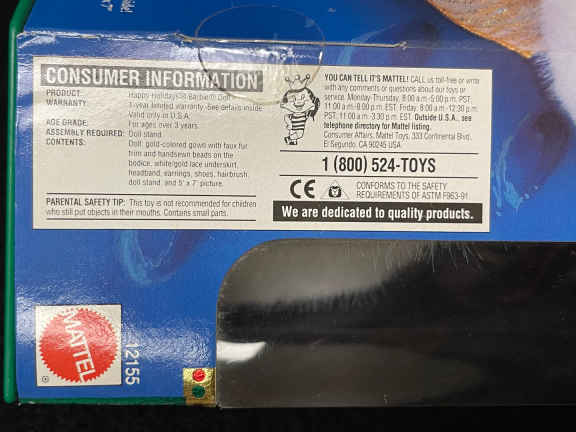 CONSUMER INFORMATION
PRODUCT: Happy Holidays® Barbie® Doll
WARRANTY: 1-year limited warranty. See details inside.
Valid only in U.S.A.
AGE GRADE: For ages over 3 years.
ASSEMBLY REQUIRED: Doll stand.
CONTENTS: Doll, gold-colored gown with faux fur
trim and handsewn beads on the
bodice, white/gold lace underskirt,
headband, earrings, shoes, hairbrush,
doll stand, and 5" x 7" picture.
PARENTAL SAFETY TIP: This toy is not recommended for children
who still put objects in their mouths. Contains small parts.
YOU CAN TELL IT'S MATTEL! CALL us toll-free or write
with any comments or questions about our toys or
service. Monday-Thursday, 8:00 a.m.-5:00 p.m. PST;
11:00 a.m.-8:00 p.m. EST. Friday, 8:00 a.m.-12:30 p.m.
PST; 11:00 a.m.-3:30 p.m. EST. Outside U.S.A., see
telephone directory for Mattel listing.
Consumer Affairs, Mattel Toys, 333 Continental Blvd.,
El Segundo, CA 90245 USA
1 (800) 524-TOYS
CE
CONFORMS TO THE SAFETY
REQUIREMENTS OF ASTM F963-91
We are dedicated to quality products.
MATTEL
®
12155